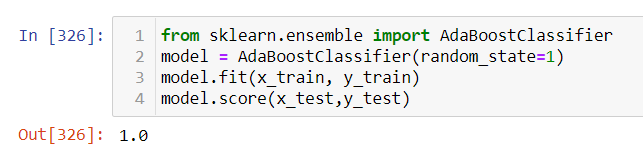 In [326]: 1 from sklearn.ensemble import AdaBoostClassifier
2 model = AdaBoostClassifier(random_state=1)
3 model.fit(x_train, y_train)
4 model.score(x_test,y_test)
Out[326]: 1.0